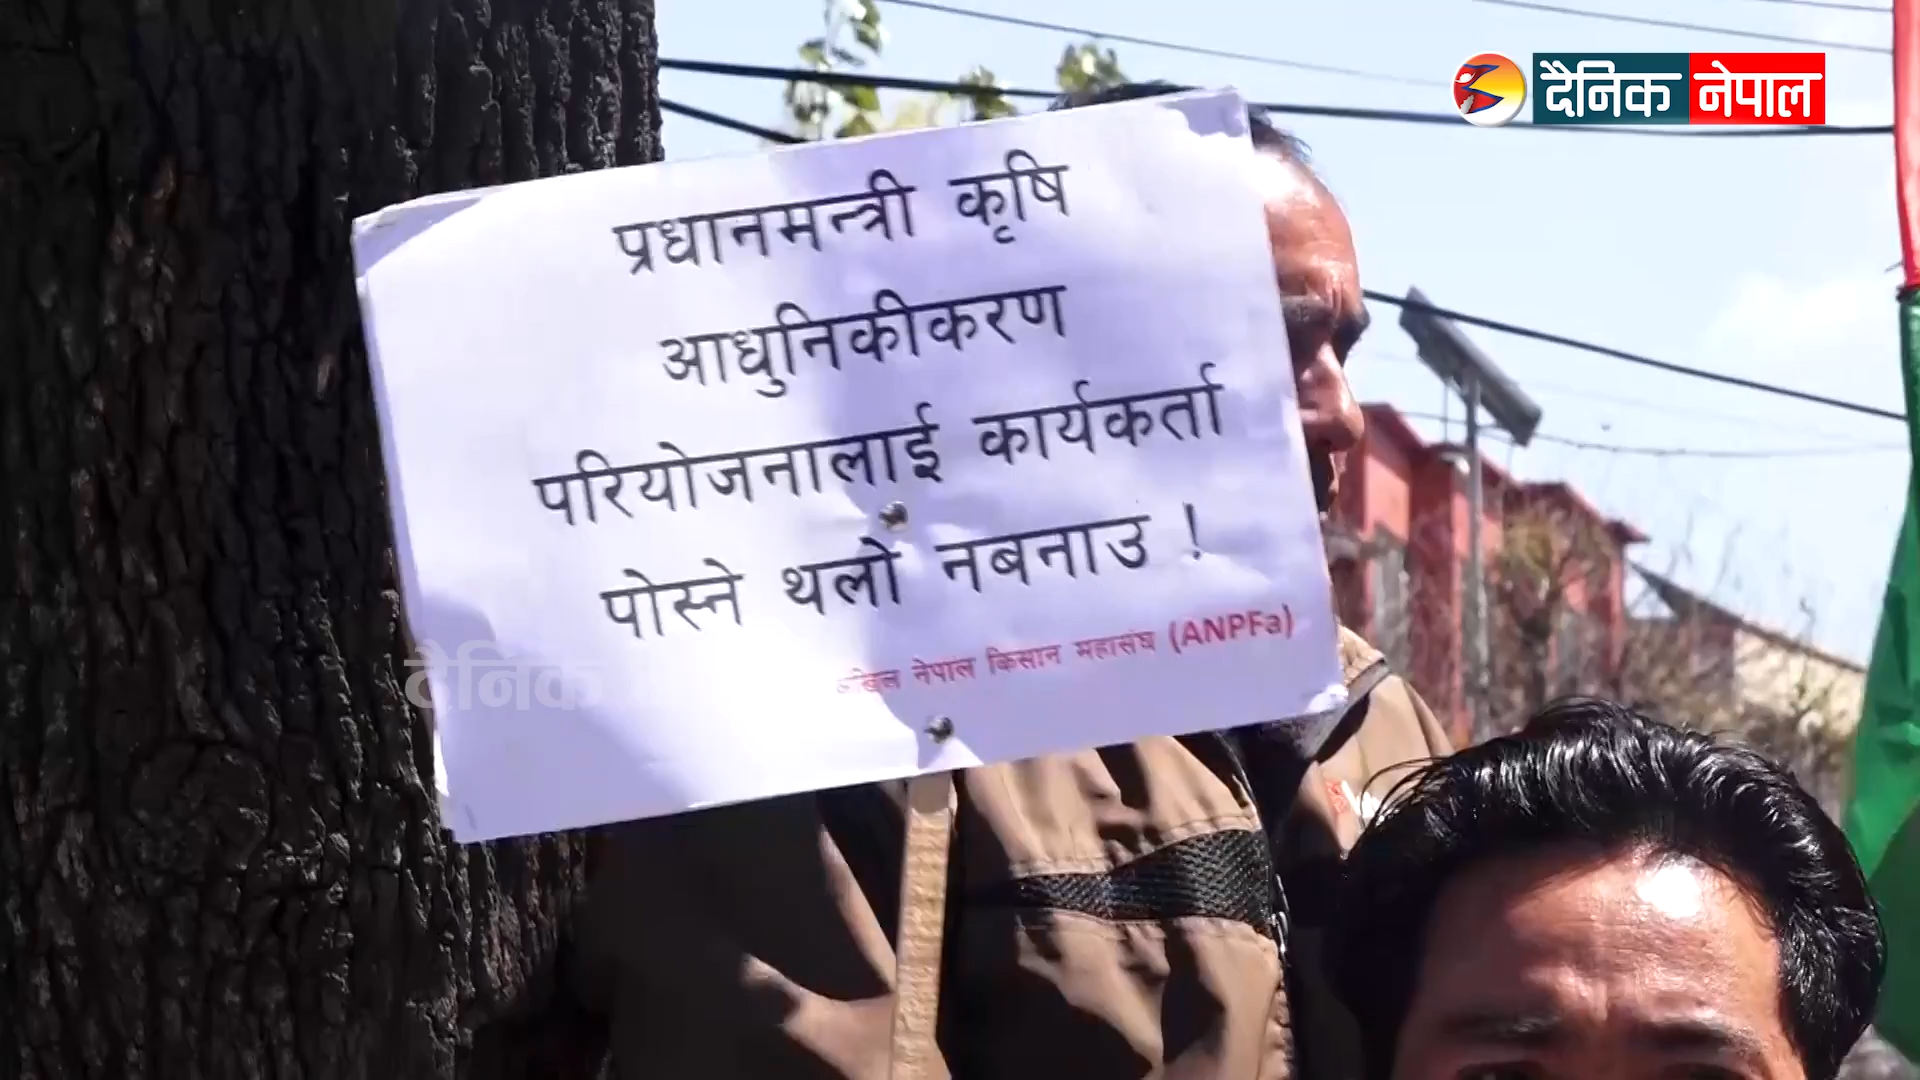 दैनिक नेपाल
प्रधानमन्त्री कृषि
आधुनिकीकरण
परियोजनालाई कार्यकर्ता
पोस्ने थलो नबनाउ !
नेपाल किसान महासंघ (ANPFa)
दैनिक